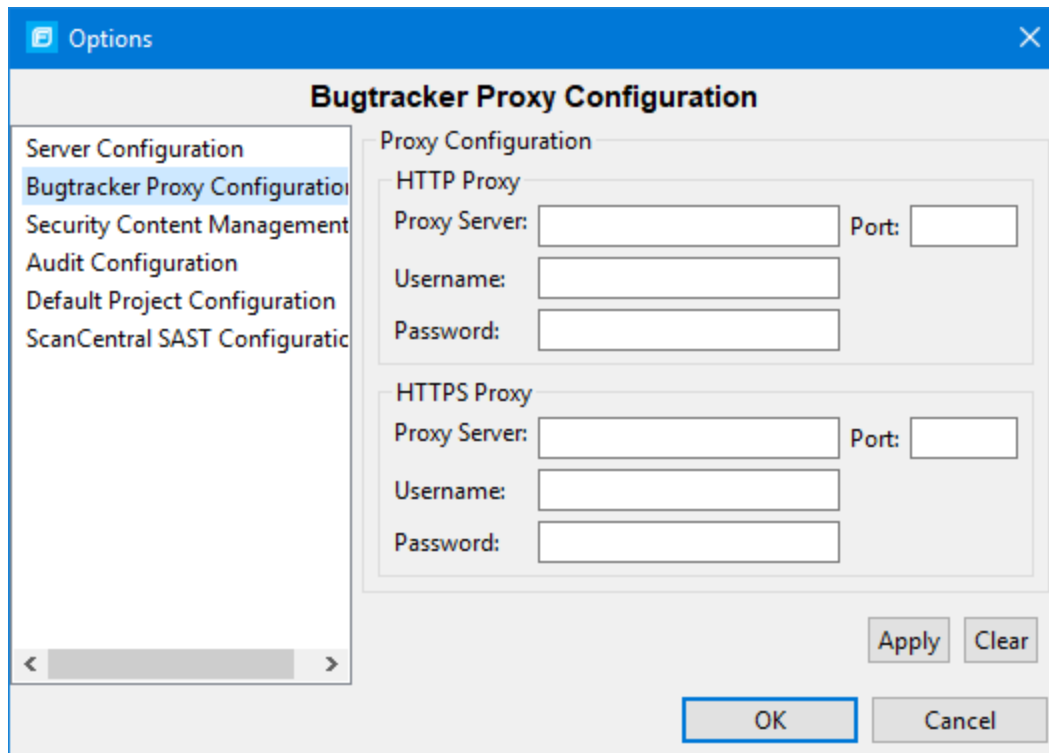 Options
Bugtracker Proxy Configuration
Server Configuration
Bugtracker Proxy Configuration
Security Content Management
Audit Configuration
Default Project Configuration
ScanCentral SAST Configuratic
Proxy Configuration
HTTP Proxy
Proxy Server: Port:
Username:
Password:
HTTPS Proxy
Proxy Server: Port:
Username:
Password:
Apply Clear
OK Cancel